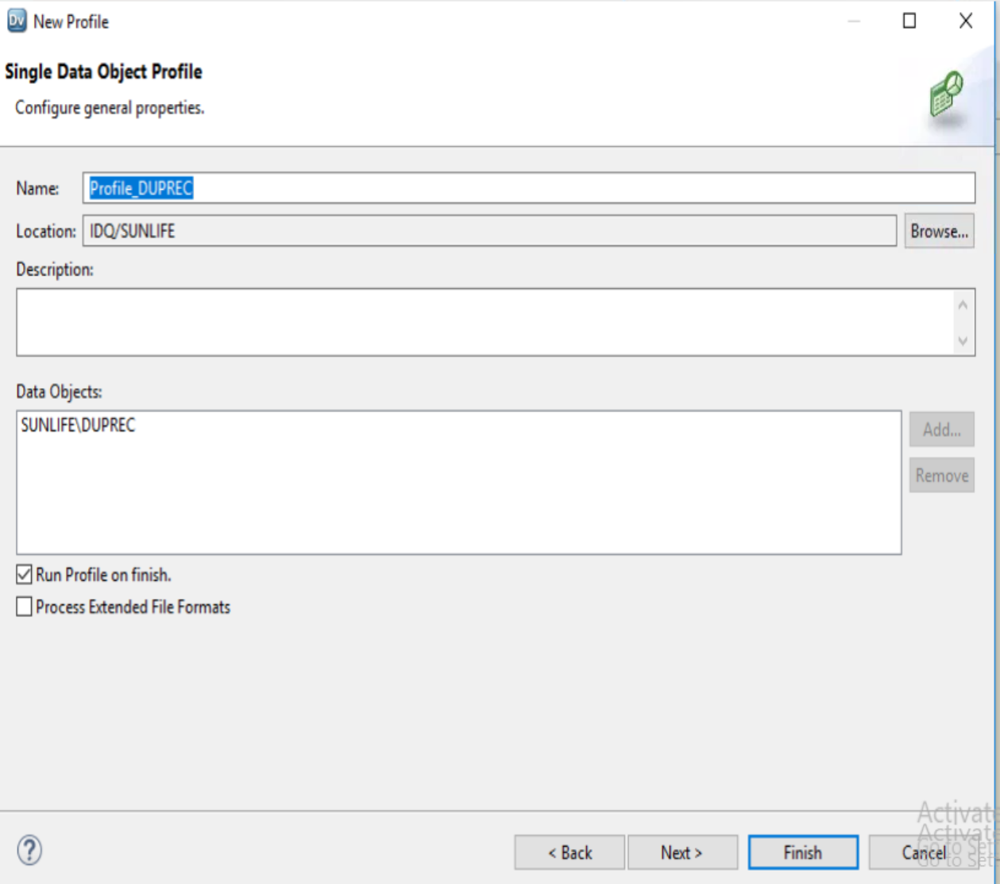 Dv New Profile
Single Data Object Profile
Configure general properties.
Name: Profile_DUPREC
Location: IDQ/SUNLIFE Browse...
Description:
Data Objects:
SUNLIFE\DUPREC
Add...
Remove
Run Profile on finish.
Process Extended File Formats
Activate
Activate
Go to Set
Go to Set
? < Back Next > Finish Cancel